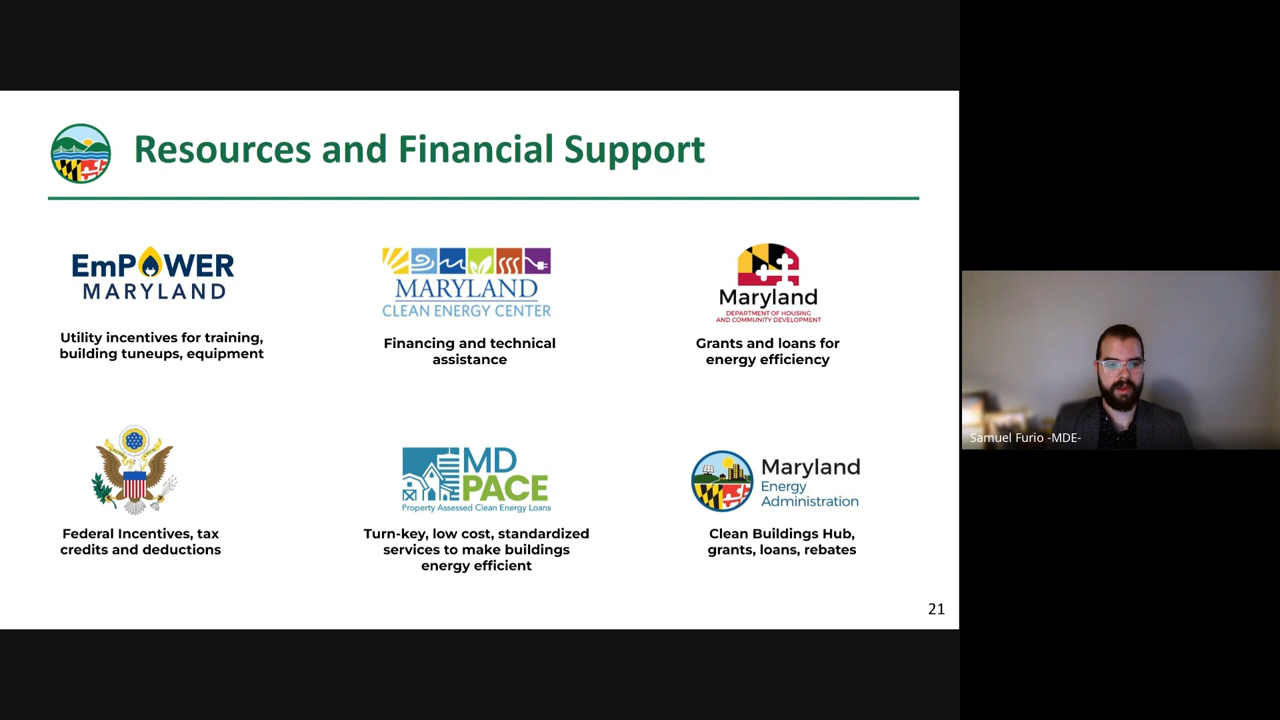 Resources and Financial Support
EmPOWER
MARYLAND
Utility incentives for training,
building tuneups, equipment
MARYLAND
CLEAN ENERGY CENTER
Financing and technical
assistance
Maryland
DEPARTMENT OF HOUSING
AND COMMUNITY DEVELOPMENT
Grants and loans for
energy efficiency
Federal Incentives, tax
credits and deductions
MD
PACE
Property Assessed Clean Energy Loans
Turn-key, low cost, standardized
services to make buildings
energy efficient
Maryland
Energy
Administration
Clean Buildings Hub,
grants, loans, rebates
21
Samuel Furio -MDE-